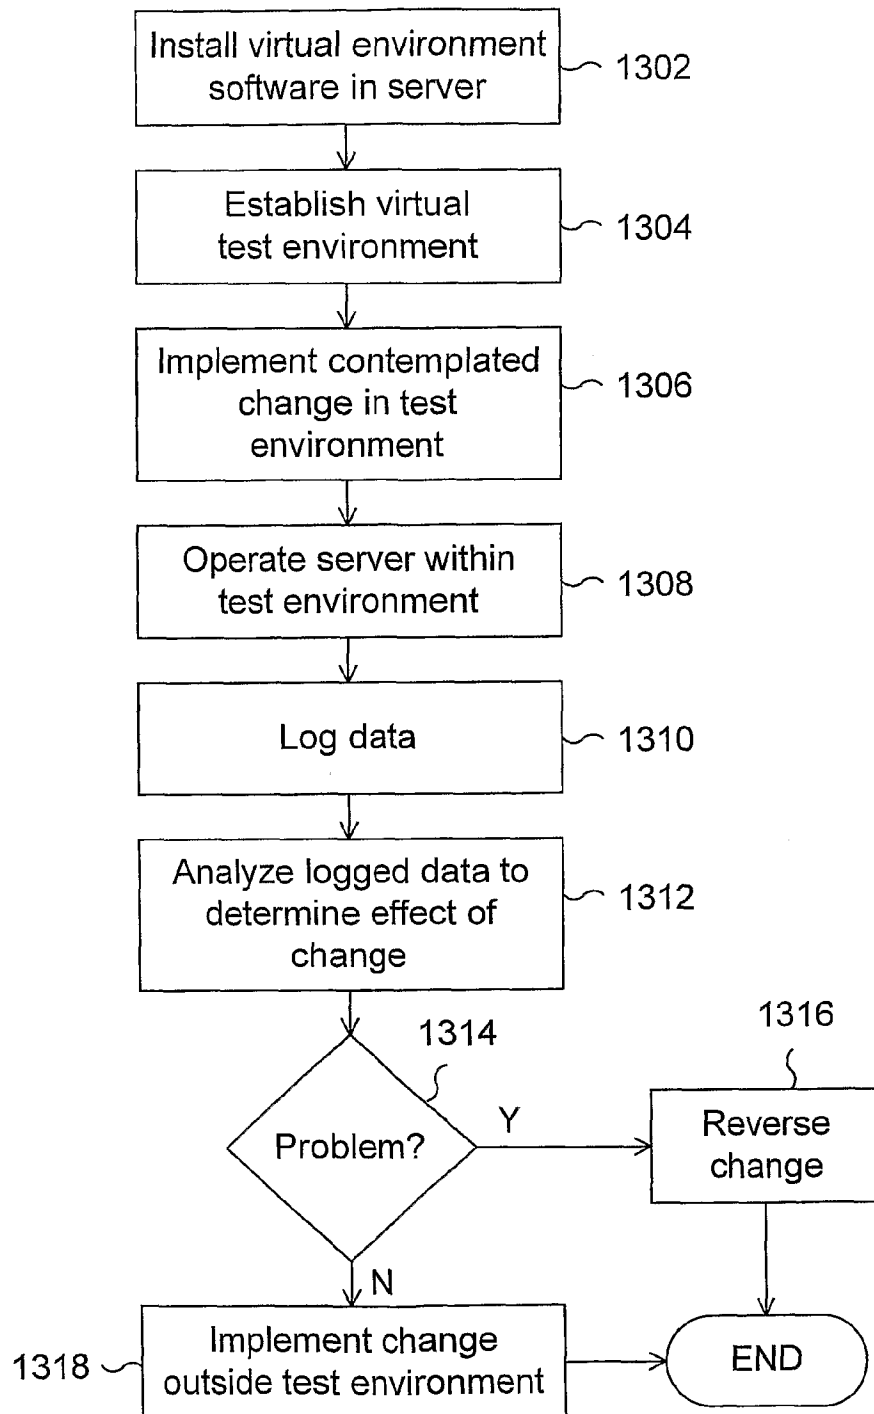 Install virtual environment
software in server
1302
Establish virtual
test environment
1304
Implement contemplated
change in test
environment
1306
Operate server within
test environment
1308
Log data
1310
Analyze logged data to
determine effect of
change
1312
1314
Problem?
Y
1316
Reverse
change
N
Implement change
outside test environment
1318
END